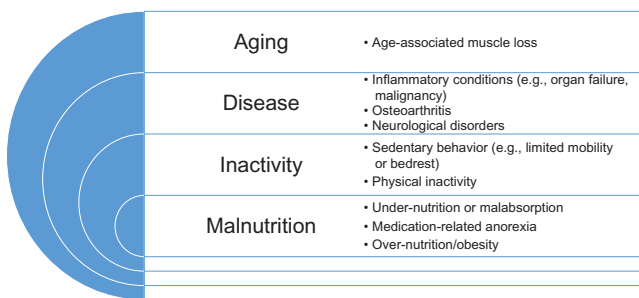 Aging
• Age-associated muscle loss
Disease
• Inflammatory conditions (e.g., organ failure,
malignancy)
• Osteoarthritis
• Neurological disorders
Inactivity
• Sedentary behavior (e.g., limited mobility
or bedrest)
• Physical inactivity
Malnutrition
• Under-nutrition or malabsorption
• Medication-related anorexia
• Over-nutrition/obesity